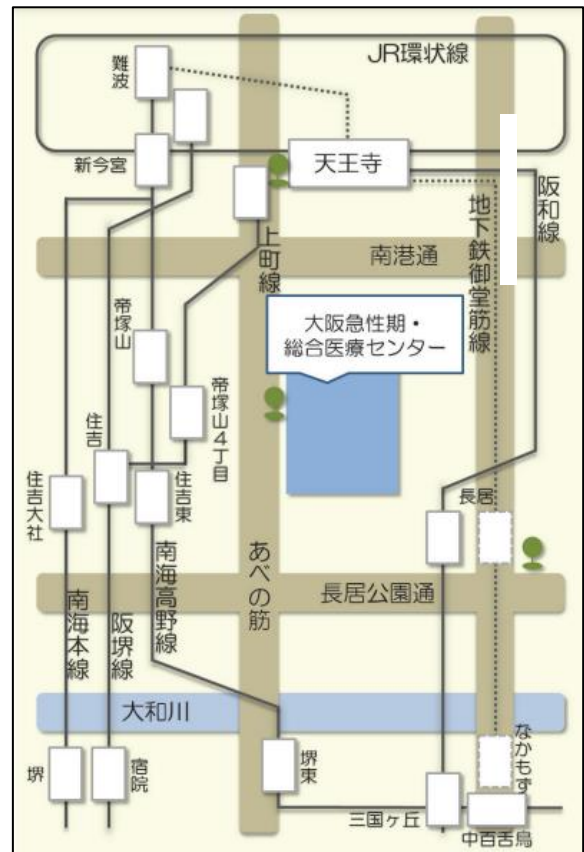 JR環状線
難波
新今宮
天王寺
阪和線
上町線
地下鉄御堂筋線
南港通
大阪急性期・
総合医療センター
帝塚山
帝塚山4丁目
住吉
住吉大社
住吉東
長居
南海本線
阪堺線
南海高野線
あべの筋
長居公園通
大和川
堺
宿院
堺東
三国ヶ丘
なかもず
中百舌鳥